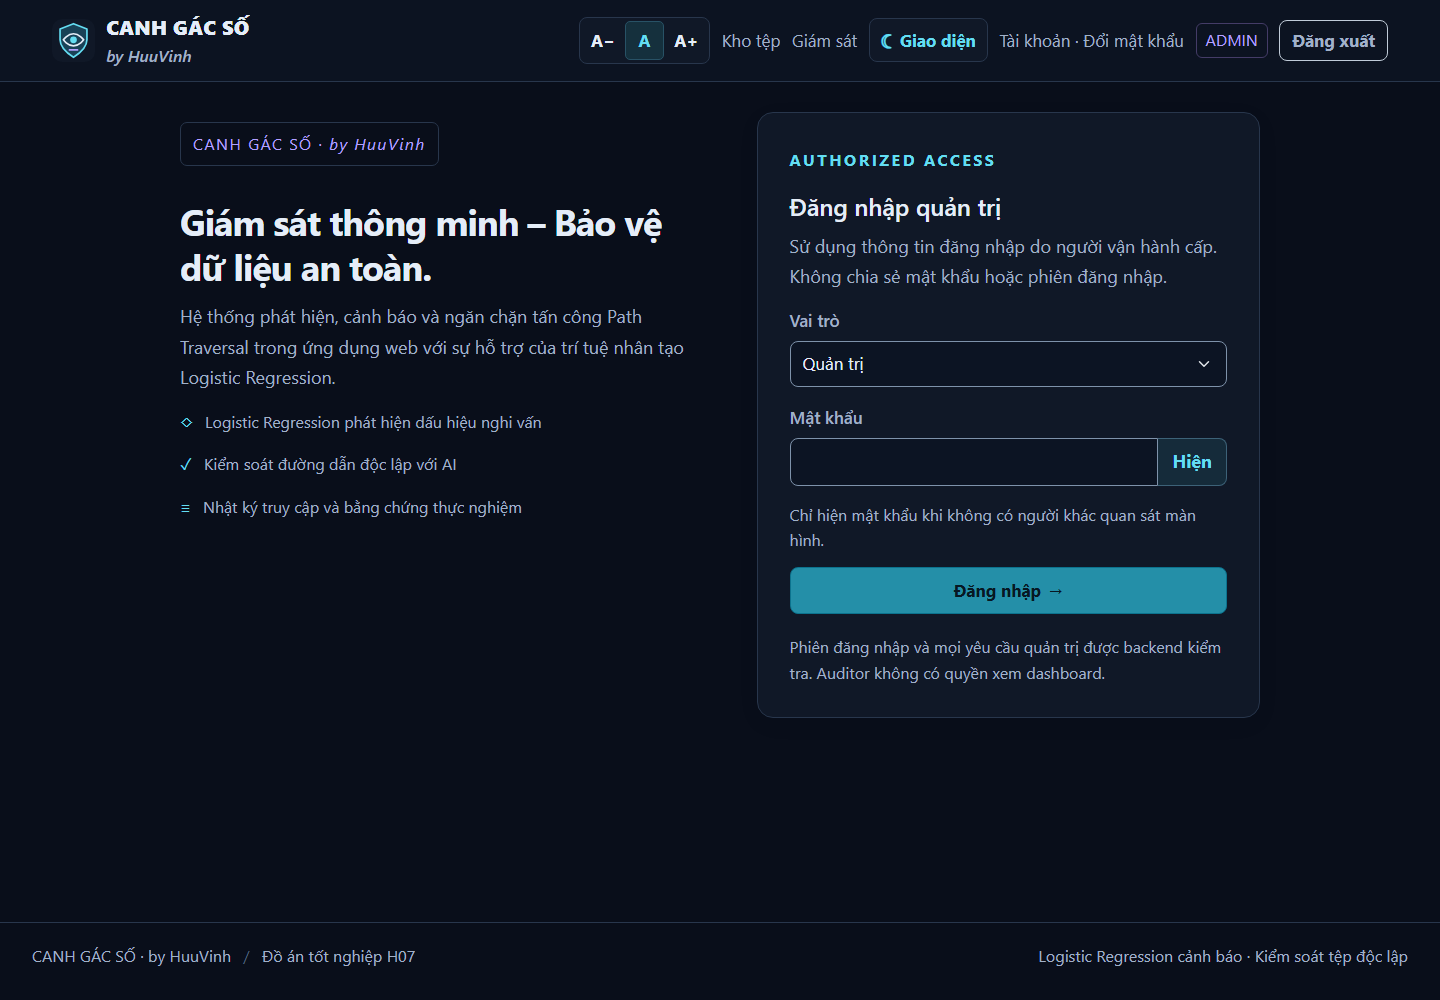 CANH GÁC SỐ
by HuuVinh
A− A A+ Kho tệp Giám sát ☾ Giao diện Tài khoản · Đổi mật khẩu ADMIN Đăng xuất
CANH GÁC SỐ · by HuuVinh
Giám sát thông minh – Bảo vệ
dữ liệu an toàn.
Hệ thống phát hiện, cảnh báo và ngăn chặn tấn công Path
Traversal trong ứng dụng web với sự hỗ trợ của trí tuệ nhân tạo
Logistic Regression.
◇ Logistic Regression phát hiện dấu hiệu nghi vấn
✓ Kiểm soát đường dẫn độc lập với AI
≡ Nhật ký truy cập và bằng chứng thực nghiệm
AUTHORIZED ACCESS
Đăng nhập quản trị
Sử dụng thông tin đăng nhập do người vận hành cấp.
Không chia sẻ mật khẩu hoặc phiên đăng nhập.
Vai trò
Quản trị
Mật khẩu
Hiện
Chỉ hiện mật khẩu khi không có người khác quan sát màn
hình.
Đăng nhập →
Phiên đăng nhập và mọi yêu cầu quản trị được backend kiểm
tra. Auditor không có quyền xem dashboard.
CANH GÁC SỐ · by HuuVinh / Đồ án tốt nghiệp H07
Logistic Regression cảnh báo · Kiểm soát tệp độc lập